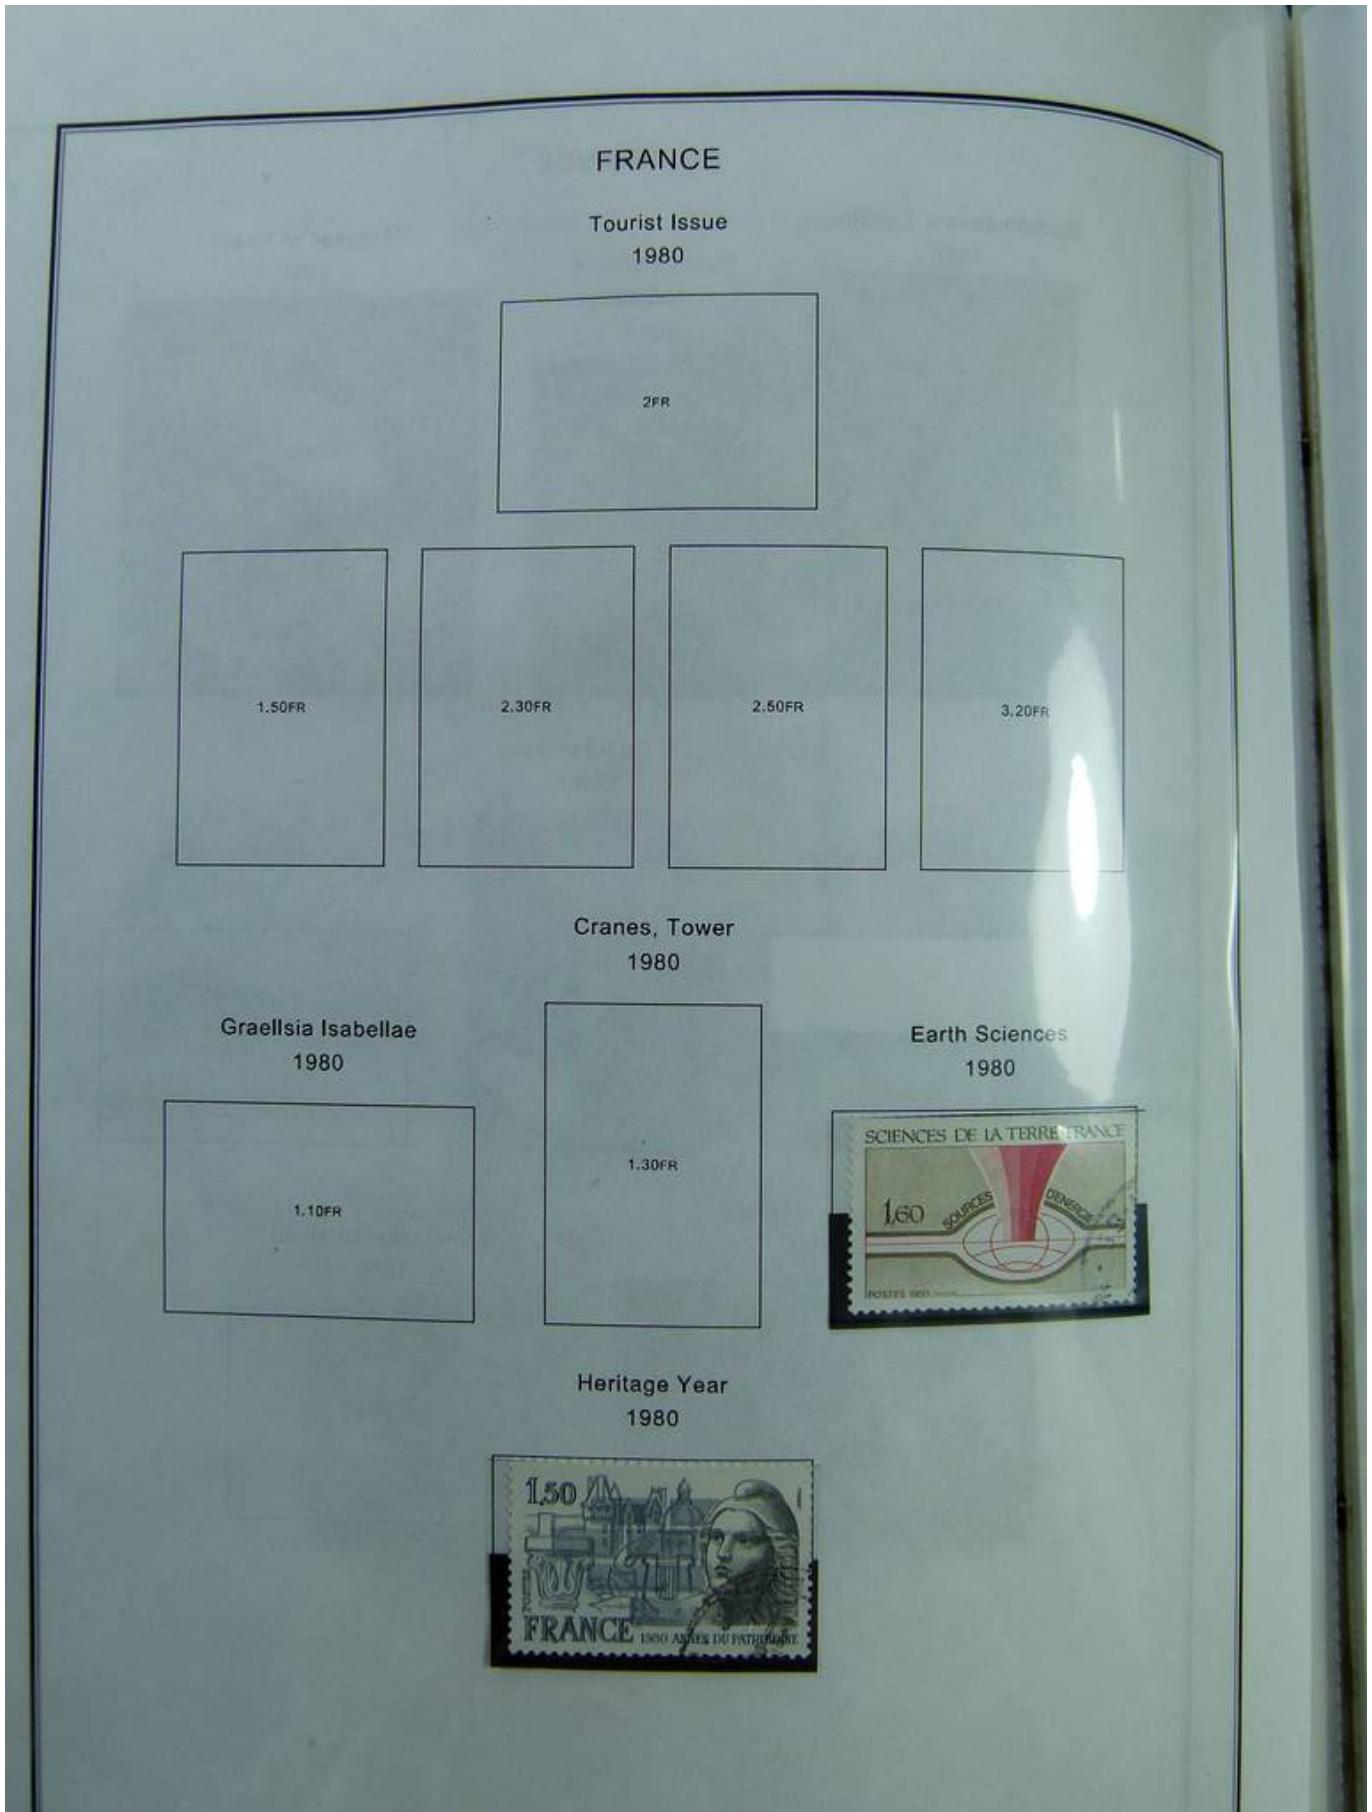 FRANCE
Tourist Issue
1980
2FR
1.50FR
2.30FR
2.50FR
3.20FR
Cranes, Tower
1980
Graellsia Isabellae
1980
1.10FR
1.30FR
Earth Sciences
1980
SCIENCES DE LA TERRE FRANCE
1,60
SOURCES D'ENERGIE
POSTES 1980
Heritage Year
1980
1,50
POSTES
FRANCE 1980 ANNÉE DU PATRIMOINE